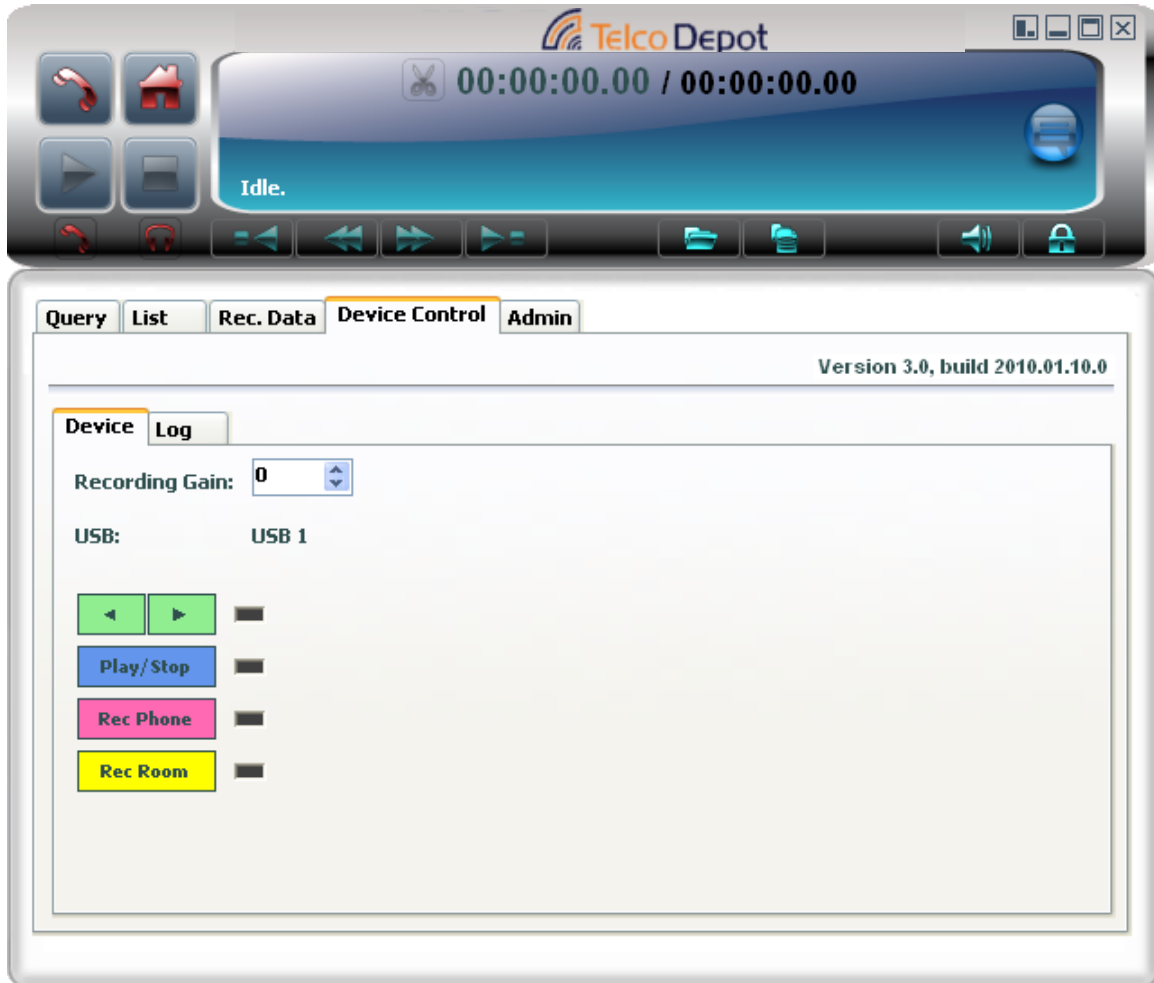 Telco Depot
00:00:00.00 / 00:00:00.00
Idle.
Query List Rec. Data Device Control Admin
Version 3.0, build 2010.01.10.0
Device Log
Recording Gain: 0
USB: USB 1
Play/Stop
Rec Phone
Rec Room